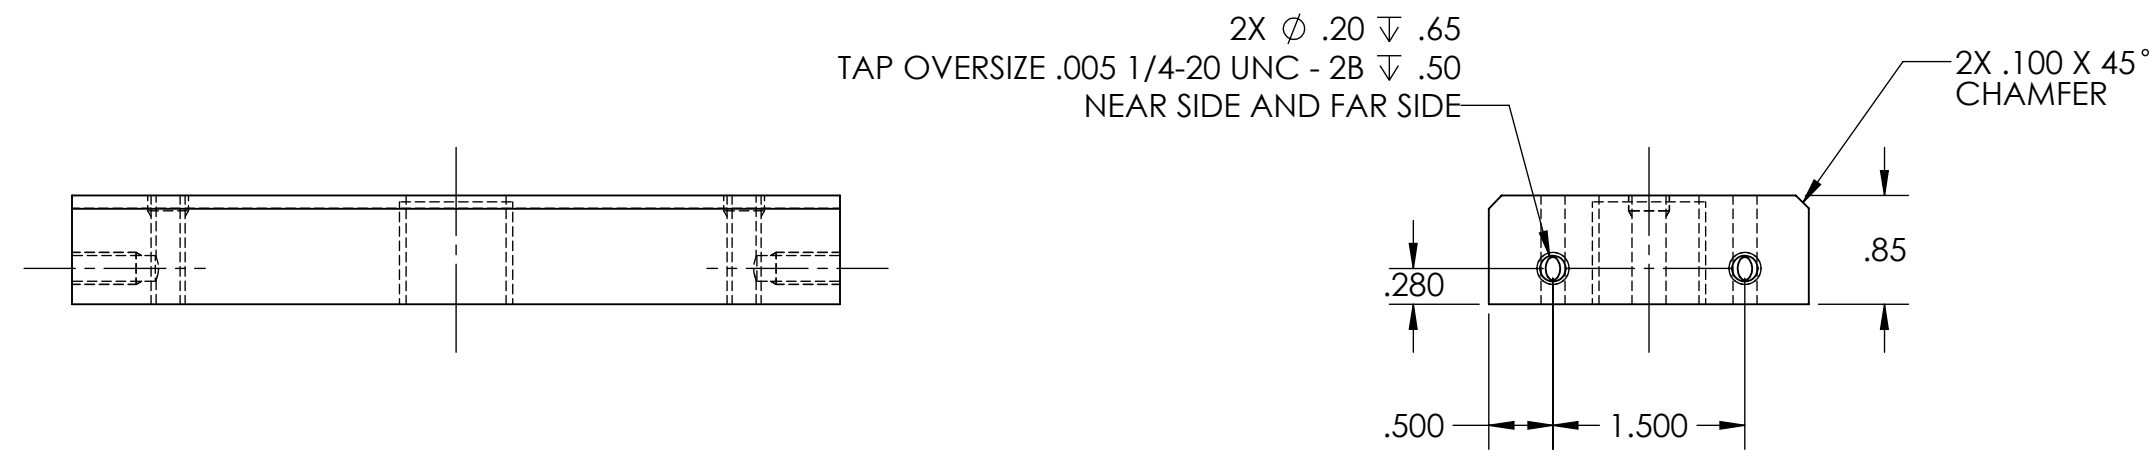 2X ∅ .20 ↧ .65
TAP OVERSIZE .005 1/4-20 UNC - 2B ↧ .50
NEAR SIDE AND FAR SIDE
2X .100 X 45°
CHAMFER
.85
.280
.500
1.500